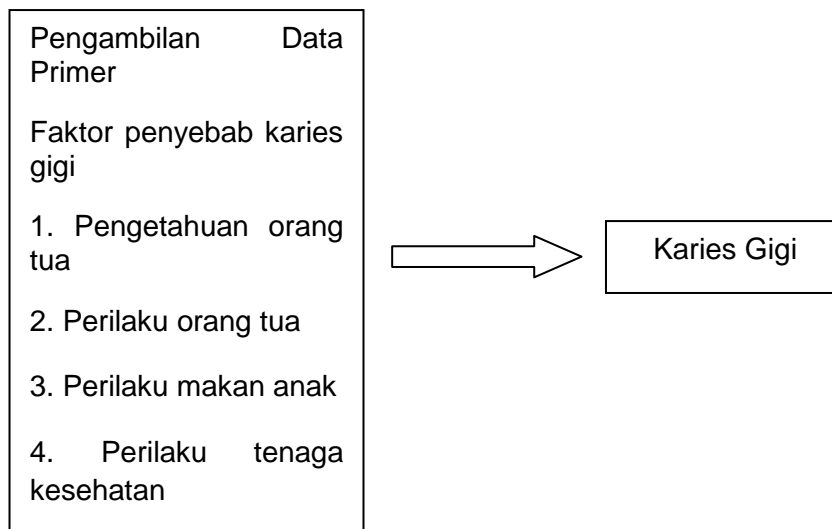 Pengambilan Data
Primer
Faktor penyebab karies
gigi
1. Pengetahuan orang
tua
2. Perilaku orang tua
3. Perilaku makan anak
4. Perilaku tenaga
kesehatan
Karies Gigi